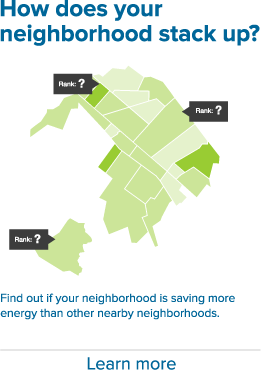 How does your
neighborhood stack up?
Rank: ?
Rank: ?
Rank: ?
Find out if your neighborhood is saving more
energy than other nearby neighborhoods.
Learn more